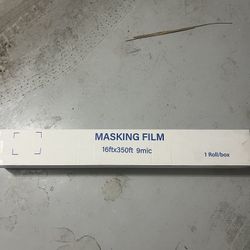 MASKING FILM
16ftx350ft 9mic
1 Roll/box